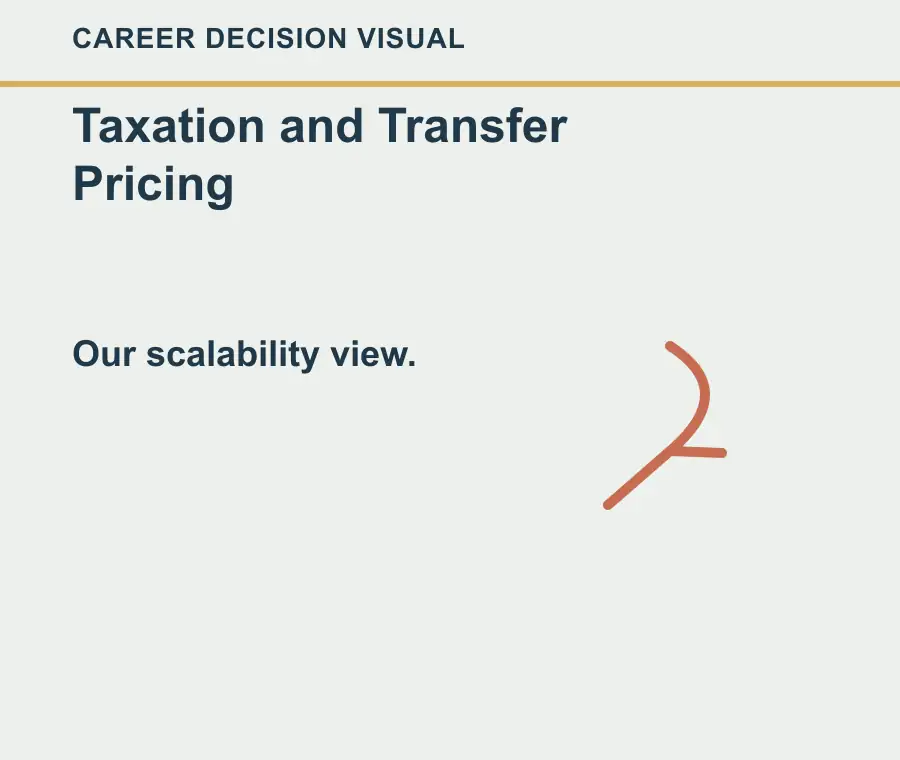 CAREER DECISION VISUAL
Taxation and Transfer
Pricing
Our scalability view.